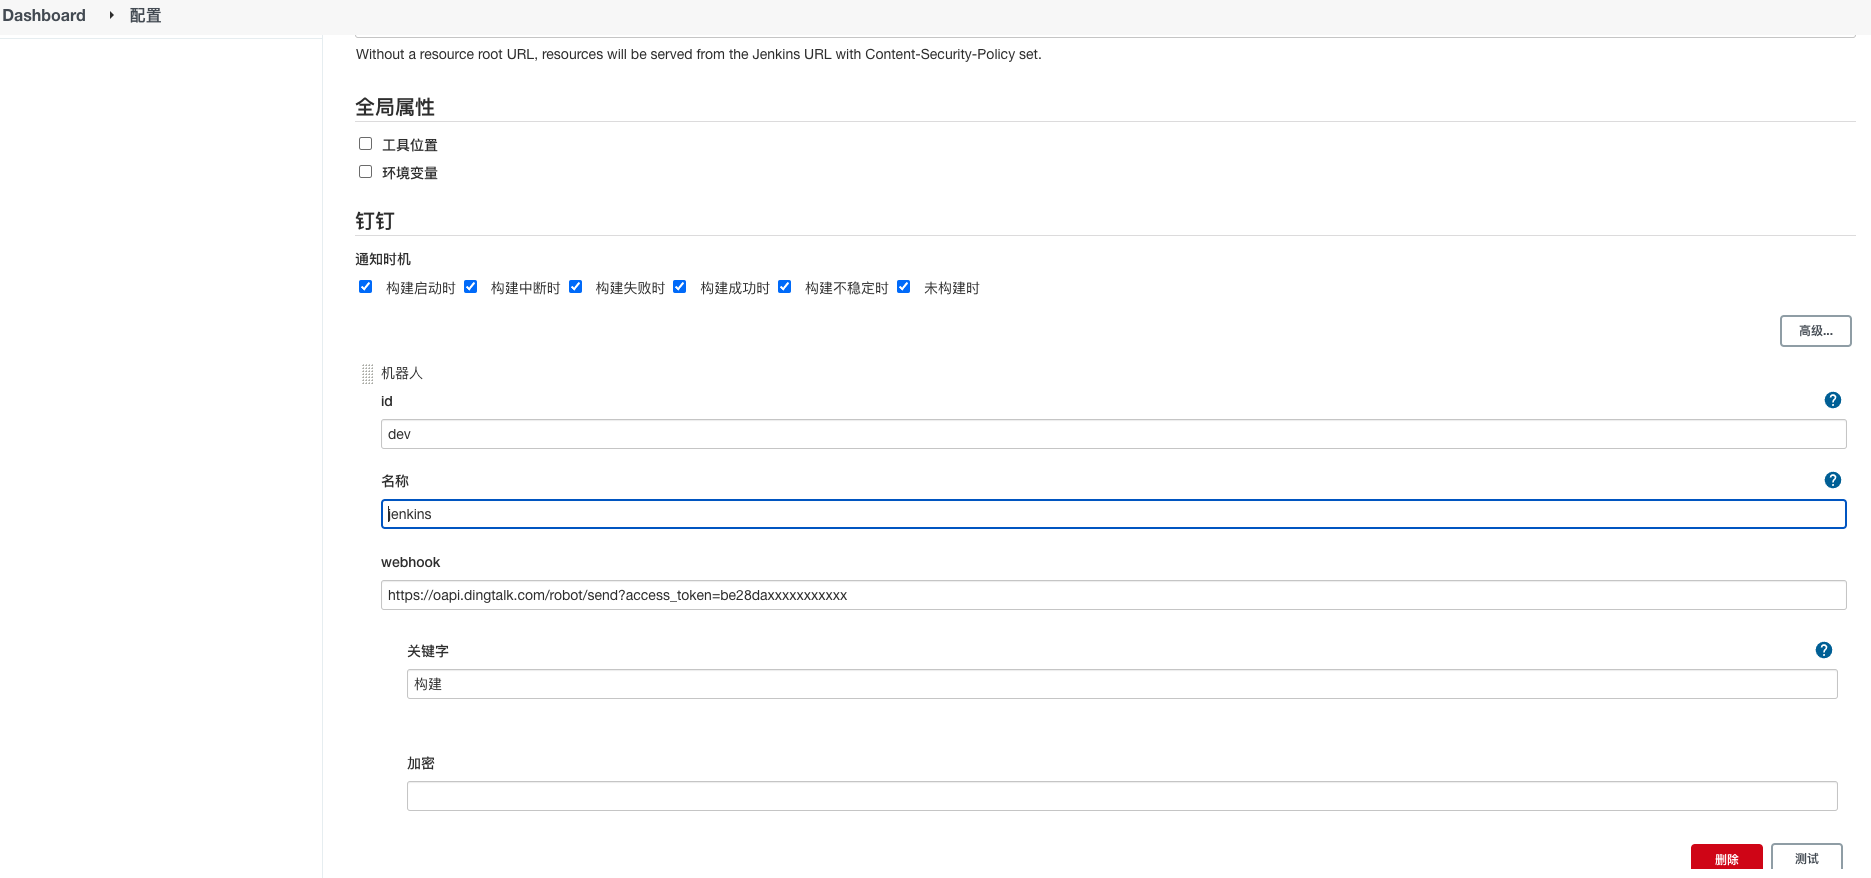 Dashboard 配置
Without a resource root URL, resources will be served from the Jenkins URL with Content-Security-Policy set.
全局属性
工具位置
环境变量
钉钉
通知时机
构建启动时 构建中断时 构建失败时 构建成功时 构建不稳定时 未构建时
高级...
机器人
id
dev
名称
jenkins
webhook
https://oapi.dingtalk.com/robot/send?access_token=be28daxxxxxxxxxxx
关键字
构建
加密
删除 测试